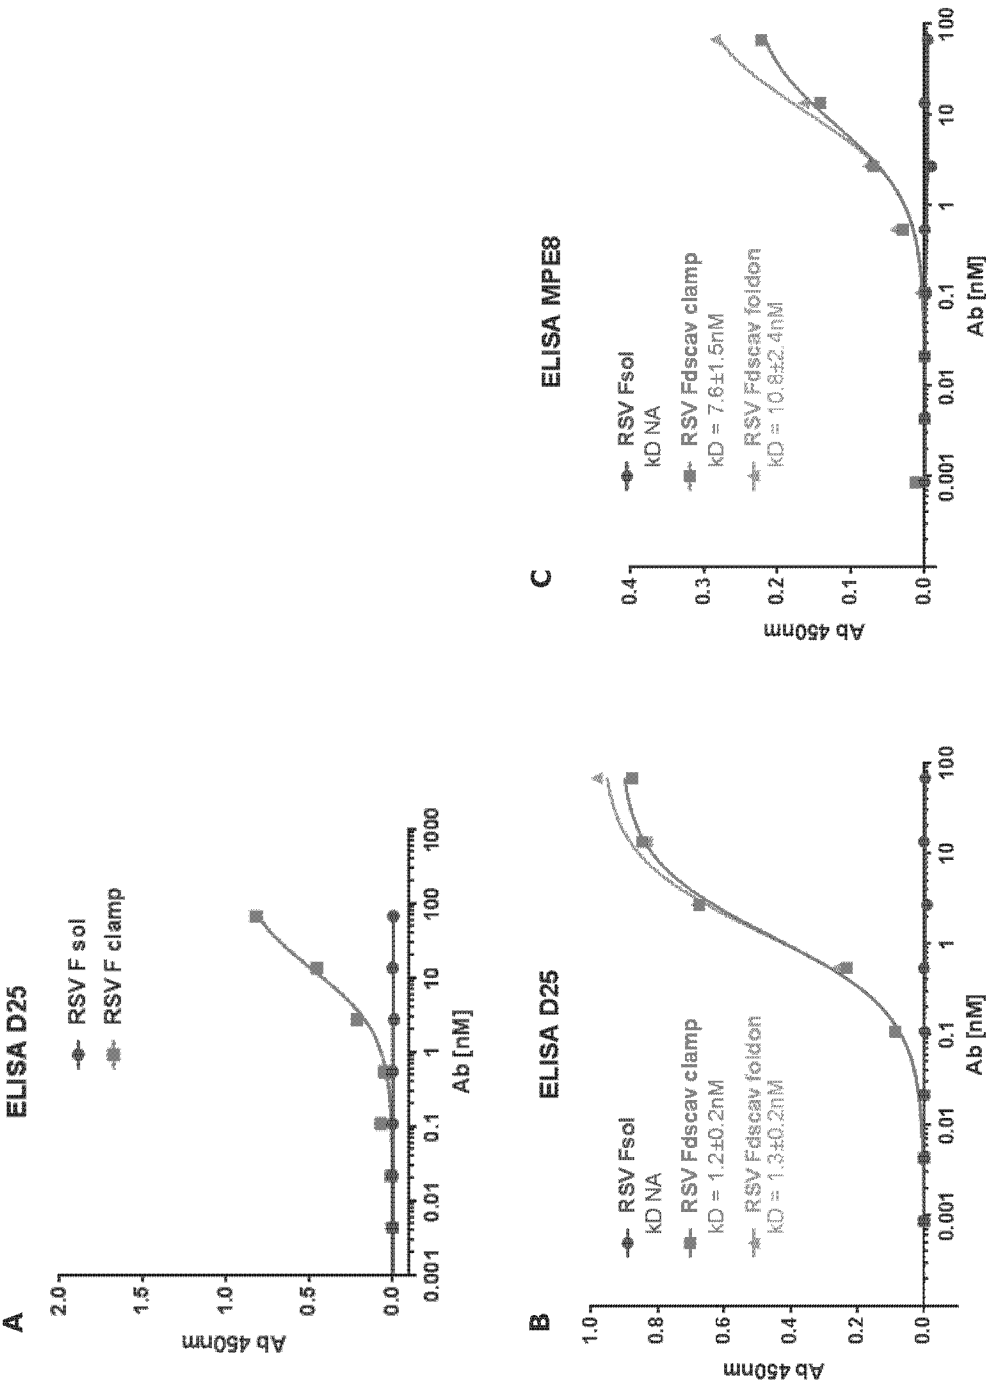 A
ELISA D25
RSV F sol
RSV F clamp
Ab 450nm
2.0
1.5
1.0
0.5
0.0
0.001
0.01
0.1
1
10
100
1000
Ab [nM]
B
ELISA D25
RSV Fsol
kD NA
RSV Fdscav clamp
kD = 1.2±0.2nM
RSV Fdscav foldon
kD = 1.3±0.2nM
Ab 450nm
1.0
0.8
0.6
0.4
0.2
0.0
0.001
0.01
0.1
1
10
100
Ab [nM]
C
ELISA MPE8
RSV Fsol
kD NA
RSV Fdscav clamp
kD = 7.6±1.5nM
RSV Fdscav foldon
kD = 10.8±2.4nM
Ab 450nm
0.4
0.3
0.2
0.1
0.0
0.001
0.01
0.1
1
10
100
Ab [nM]